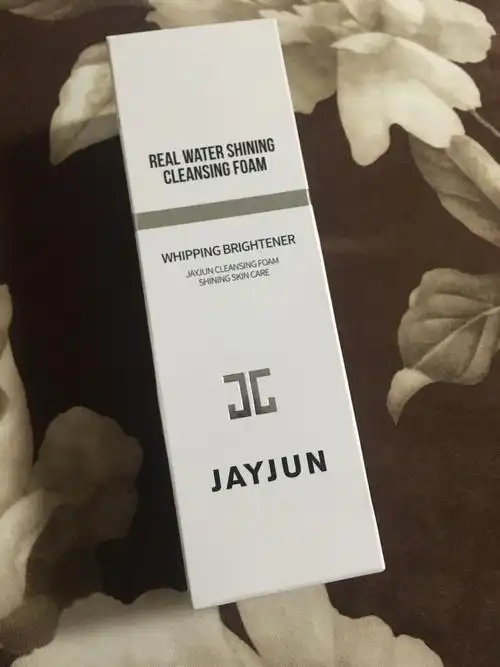 REAL WATER SHINING
CLEANSING FOAM
WHIPPING BRIGHTENER
JAYJUN CLEANSING FOAM
SHINING SKIN CARE
JAYJUN